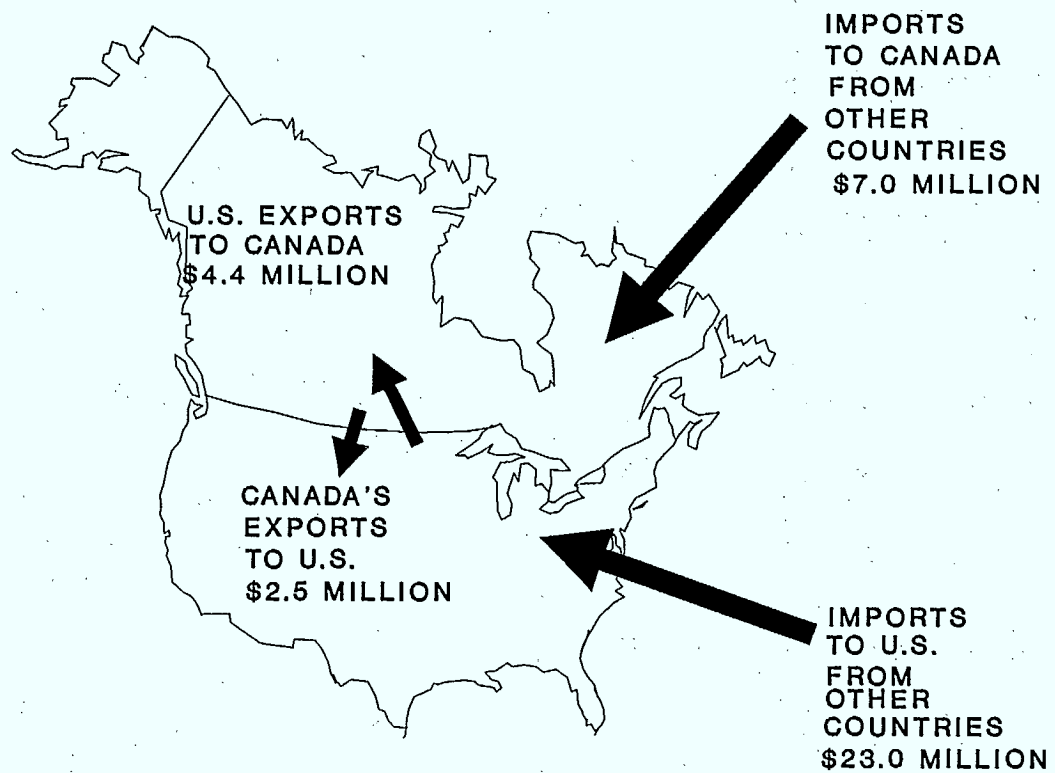 IMPORTS
TO CANADA
FROM
OTHER
COUNTRIES
$7.0 MILLION
U.S. EXPORTS
TO CANADA
$4.4 MILLION
CANADA'S
EXPORTS
TO U.S.
$2.5 MILLION
IMPORTS
TO U.S.
FROM
OTHER
COUNTRIES
$23.0 MILLION